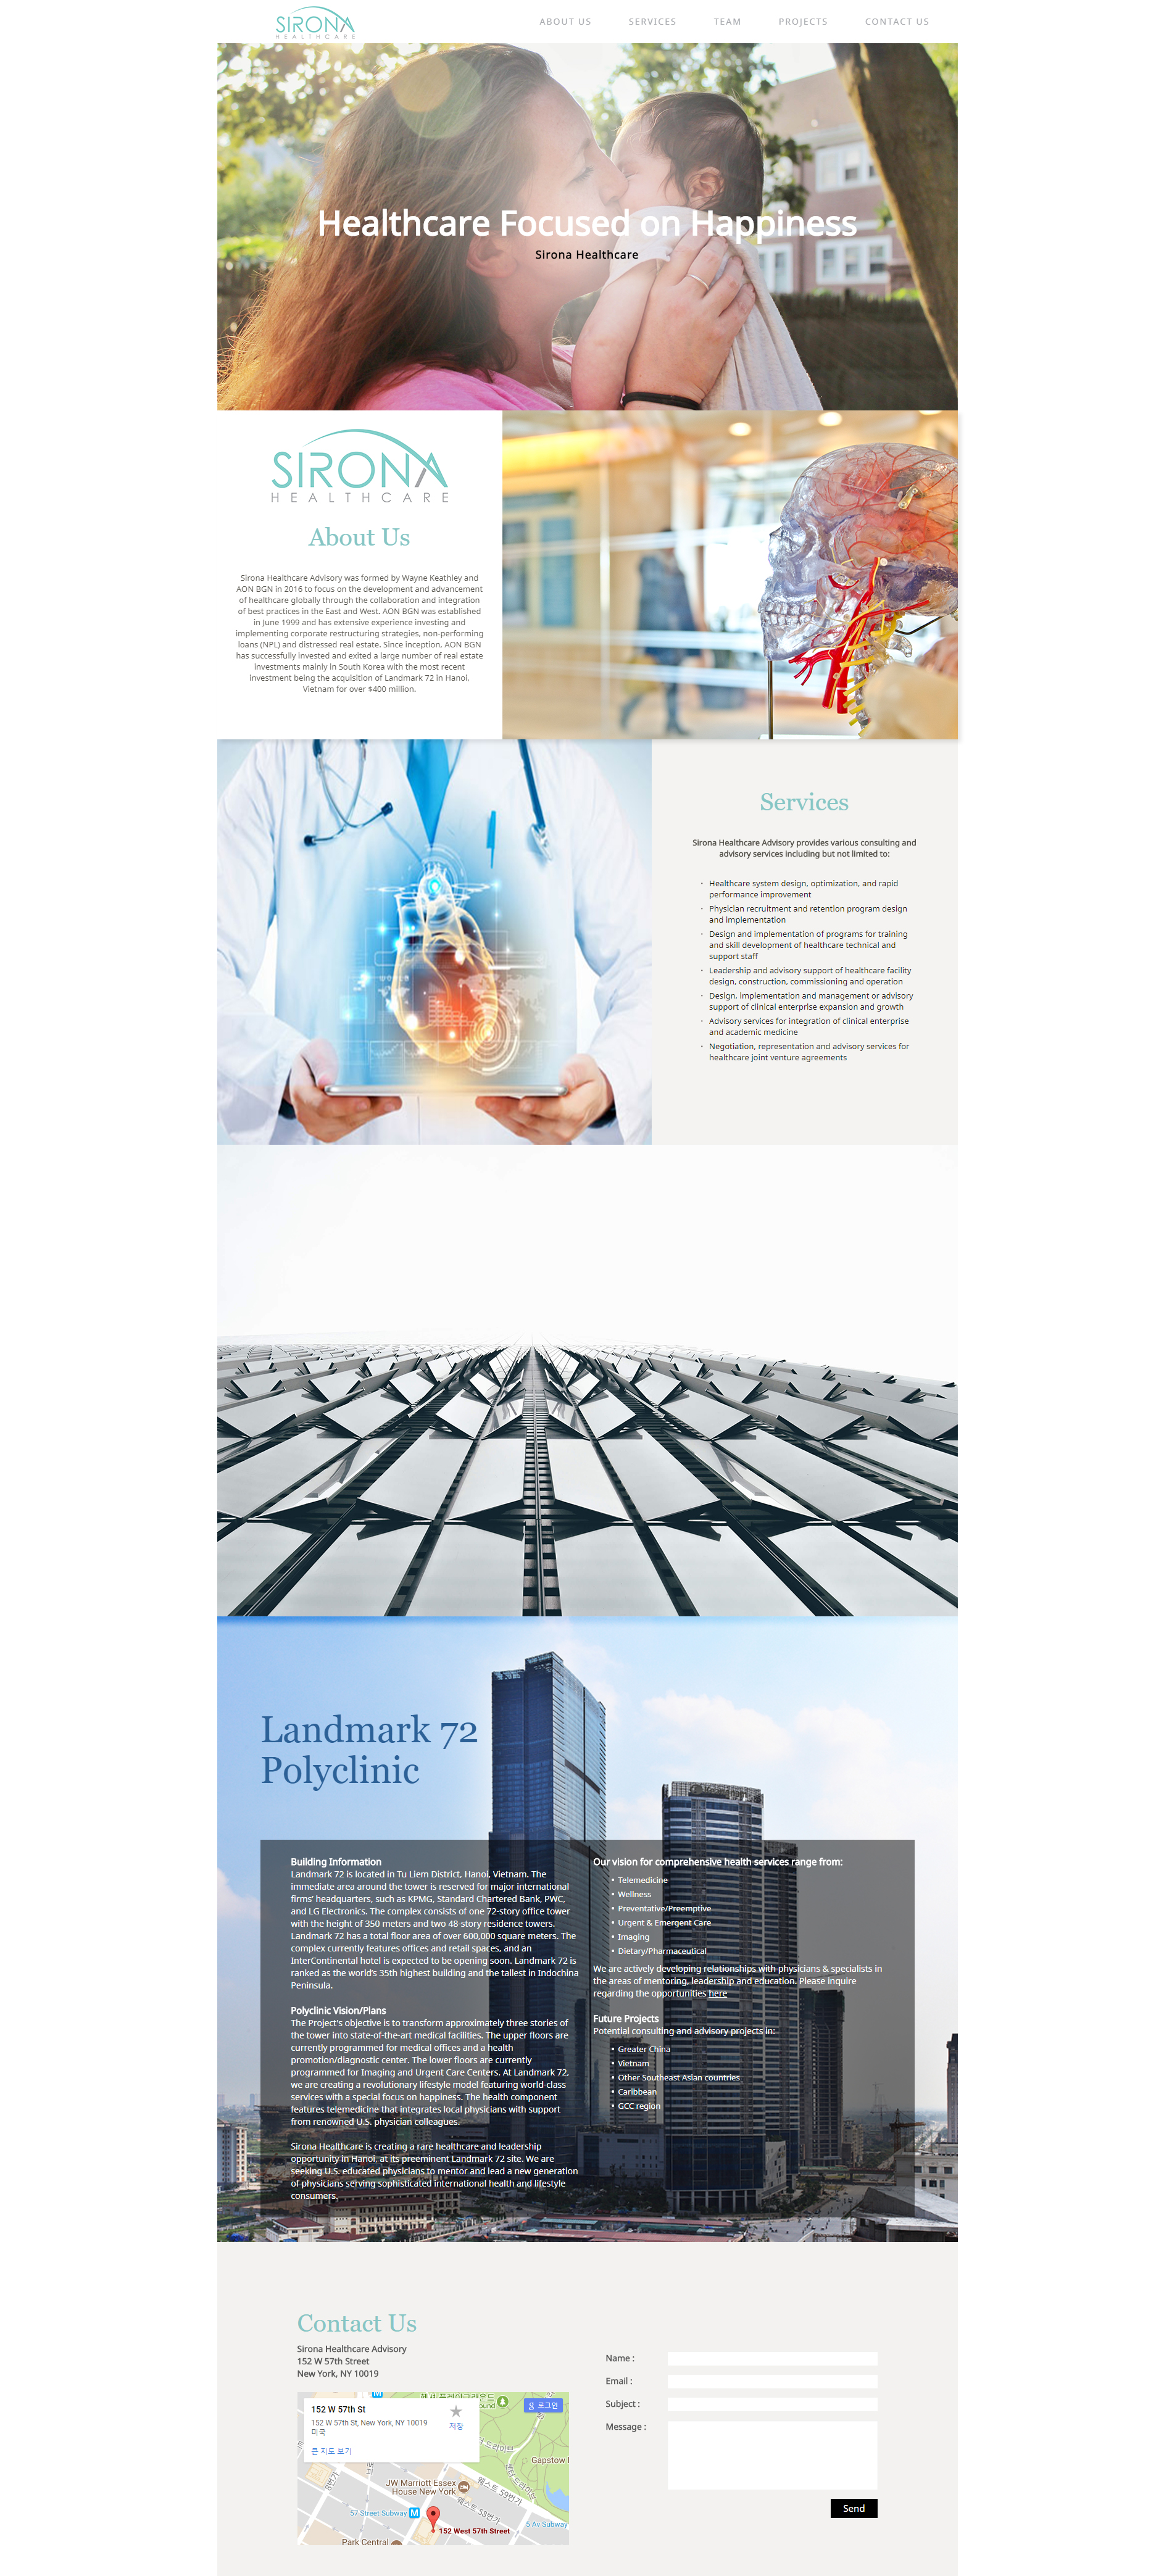 SIRONA
HEALTHCARE
ABOUT US
SERVICES
TEAM
PROJECTS
CONTACT US
Healthcare Focused on Happiness
Sirona Healthcare
SIRONA
HEALTHCARE
About Us
Sirona Healthcare Advisory was formed by Wayne Keathley and
AON BGN in 2016 to focus on the development and advancement
of healthcare globally through the collaboration and integration
of best practices in the East and West. AON BGN was established
in June 1999 and has extensive experience investing and
implementing corporate restructuring strategies, non-performing
loans (NPL) and distressed real estate. Since inception, AON BGN
has successfully invested and exited a large number of real estate
investments mainly in South Korea with the most recent
investment being the acquisition of Landmark 72 in Hanoi,
Vietnam for over $400 million.
Services
Sirona Healthcare Advisory provides various consulting and
advisory services including but not limited to:
· Healthcare system design, optimization, and rapid
performance improvement
· Physician recruitment and retention program design
and implementation
· Design and implementation of programs for training
and skill development of healthcare technical and
support staff
· Leadership and advisory support of healthcare facility
design, construction, commissioning and operation
· Design, implementation and management or advisory
support of clinical enterprise expansion and growth
· Advisory services for integration of clinical enterprise
and academic medicine
· Negotiation, representation and advisory services for
healthcare joint venture agreements
Landmark 72
Polyclinic
Building Information
Landmark 72 is located in Tu Liem District, Hanoi, Vietnam. The
immediate area around the tower is reserved for major international
firms' headquarters, such as KPMG, Standard Chartered Bank, PWC,
and LG Electronics. The complex consists of one 72-story office tower
with the height of 350 meters and two 48-story residence towers.
Landmark 72 has a total floor area of over 600,000 square meters. The
complex currently features offices and retail spaces, and an
InterContinental hotel is expected to be opening soon. Landmark 72 is
ranked as the world's 35th highest building and the tallest in Indochina
Peninsula.
Polyclinic Vision/Plans
The Project's objective is to transform approximately three stories of
the tower into state-of-the-art medical facilities. The upper floors are
currently programmed for medical offices and a health
promotion/diagnostic center. The lower floors are currently
programmed for Imaging and Urgent Care Centers. At Landmark 72,
we are creating a revolutionary lifestyle model featuring world-class
services with a special focus on happiness. The health component
features telemedicine that integrates local physicians with support
from renowned U.S. physician colleagues.
Sirona Healthcare is creating a rare healthcare and leadership
opportunity in Hanoi, at its preeminent Landmark 72 site. We are
seeking U.S. educated physicians to mentor and lead a new generation
of physicians serving sophisticated international health and lifestyle
consumers.
Our vision for comprehensive health services range from:
• Telemedicine
• Wellness
• Preventative/Preemptive
• Urgent & Emergent Care
• Imaging
• Dietary/Pharmaceutical
We are actively developing relationships with physicians & specialists in
the areas of mentoring, leadership and education. Please inquire
regarding the opportunities here
Future Projects
Potential consulting and advisory projects in:
• Greater China
• Vietnam
• Other Southeast Asian countries
• Caribbean
• GCC region
Contact Us
Sirona Healthcare Advisory
152 W 57th Street
New York, NY 10019
152 W 57th St
152 W 57th St, New York, NY 10019
미국
저장
큰 지도 보기
로그인
Gapstow
8번가
JW Marriott Essex
House New York
웨스트 59번가
웨스트 58번가
57 Street Subway
M
5 Av Subway
152 West 57th Street
Park Central
Name :
Email :
Subject :
Message :
Send